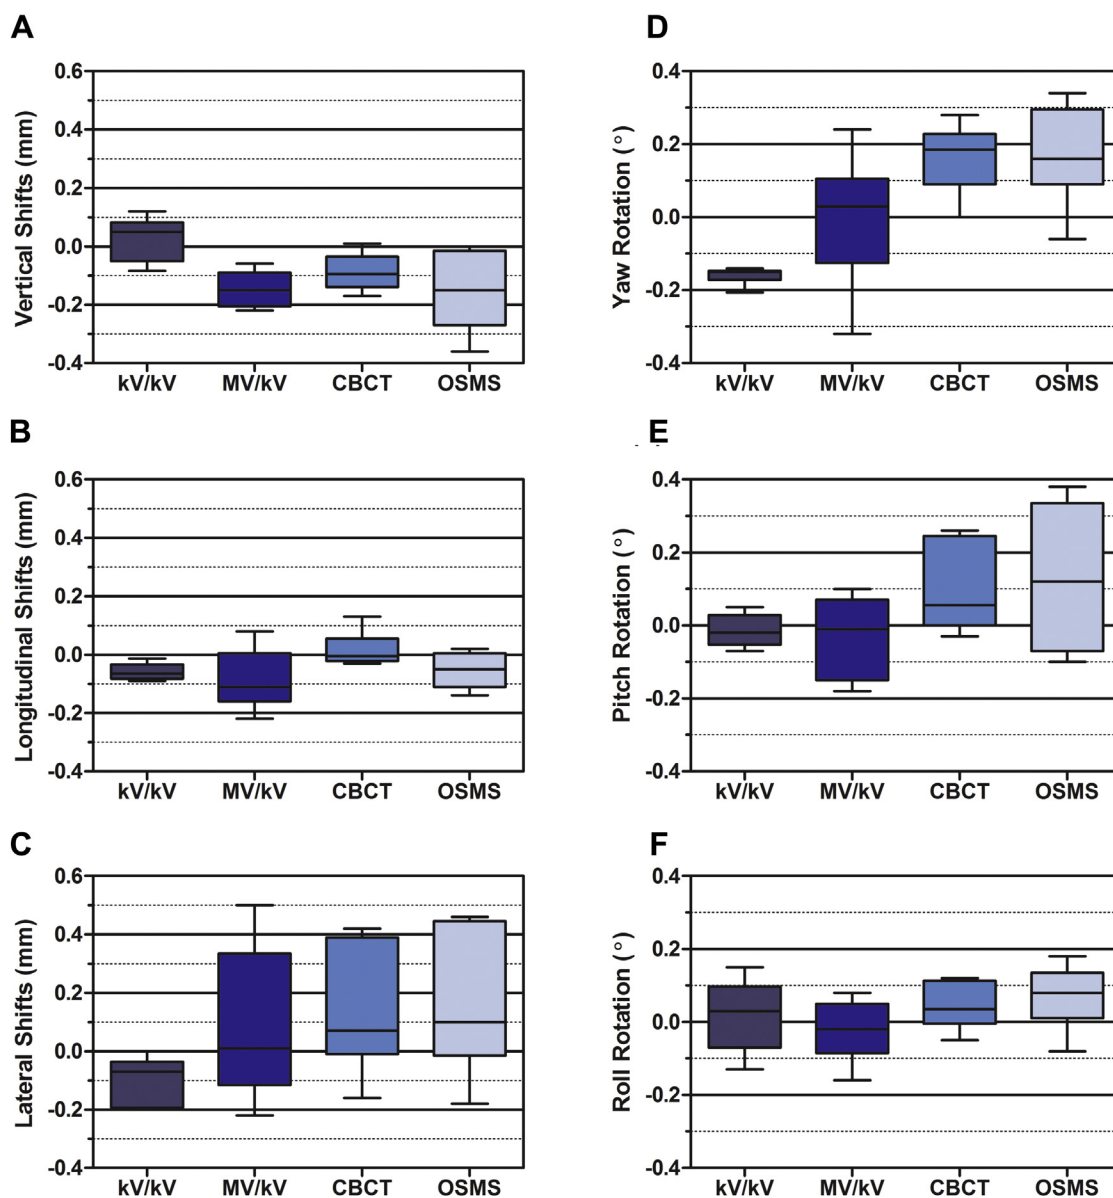 A
Vertical Shifts (mm)
0.6
0.4
0.2
0.0
-0.2
-0.4
kV/kV MV/kV CBCT OSMS
D
Yaw Rotation (°)
0.4
0.2
0.0
-0.2
-0.4
kV/kV MV/kV CBCT OSMS
B
Longitudinal Shifts (mm)
0.6
0.4
0.2
0.0
-0.2
-0.4
kV/kV MV/kV CBCT OSMS
E
Pitch Rotation (°)
0.4
0.2
0.0
-0.2
-0.4
kV/kV MV/kV CBCT OSMS
C
Lateral Shifts (mm)
0.6
0.4
0.2
0.0
-0.2
-0.4
kV/kV MV/kV CBCT OSMS
F
Roll Rotation (°)
0.4
0.2
0.0
-0.2
-0.4
kV/kV MV/kV CBCT OSMS